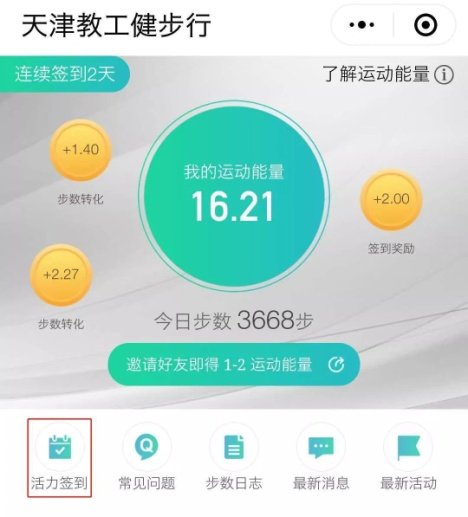 天津教工健步行
连续签到2天
了解运动能量
+1.40
步数转化
我的运动能量
16.21
+2.00
签到奖励
+2.27
步数转化
今日步数 3668步
邀请好友即得 1-2 运动能量
活力签到
常见问题
步数日志
最新消息
最新活动